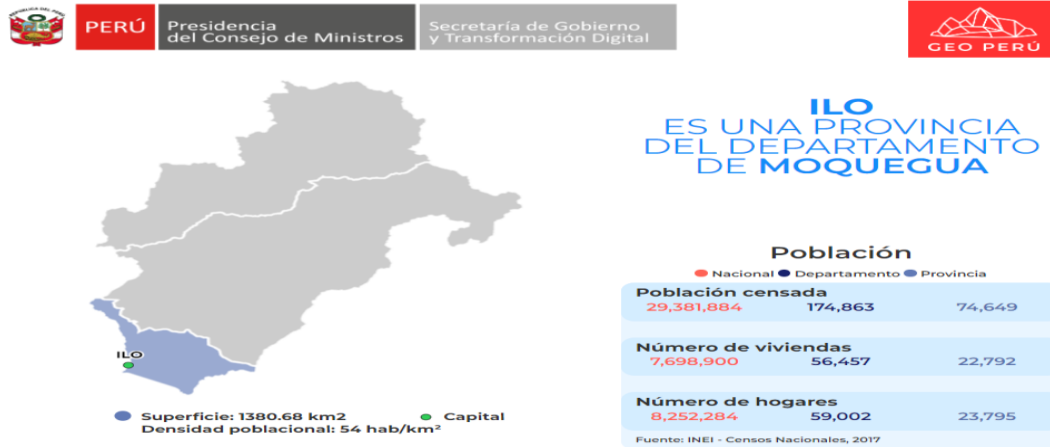 REPÚBLICA DEL PERÚ
PERÚ
Presidencia
del Consejo de Ministros
Secretaría de Gobierno
y Transformación Digital
GEO PERÚ
ILO
ES UNA PROVINCIA
DEL DEPARTAMENTO
DE MOQUEGUA
ILO
Superficie: 1380.68 km2
Capital
Densidad poblacional: 54 hab/km²
Población
Nacional Departamento Provincia
Población censada
29,381,884 174,863 74,649
Número de viviendas
7,698,900 56,457 22,792
Número de hogares
8,252,284 59,002 23,795
Fuente: INEI - Censos Nacionales, 2017